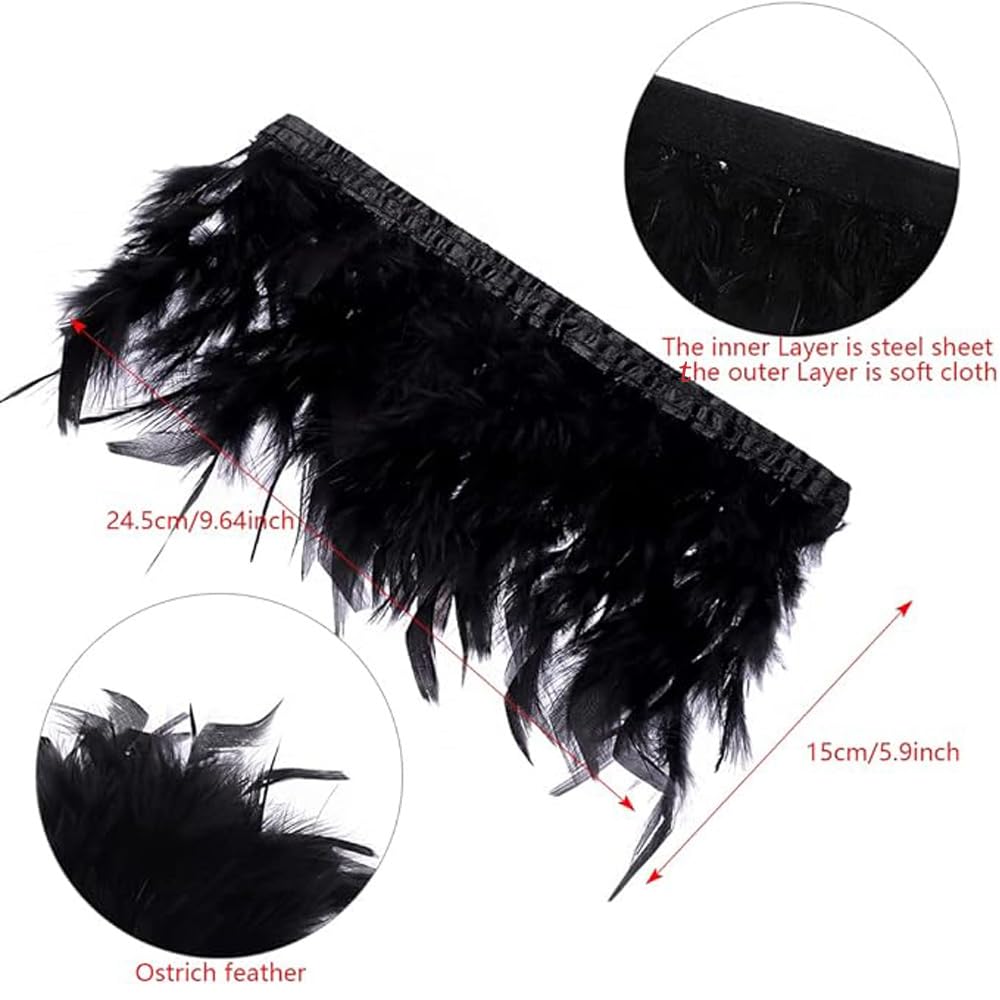 The inner Layer is steel sheet
the outer Layer is soft cloth
24.5cm/9.64inch
15cm/5.9inch
Ostrich feather